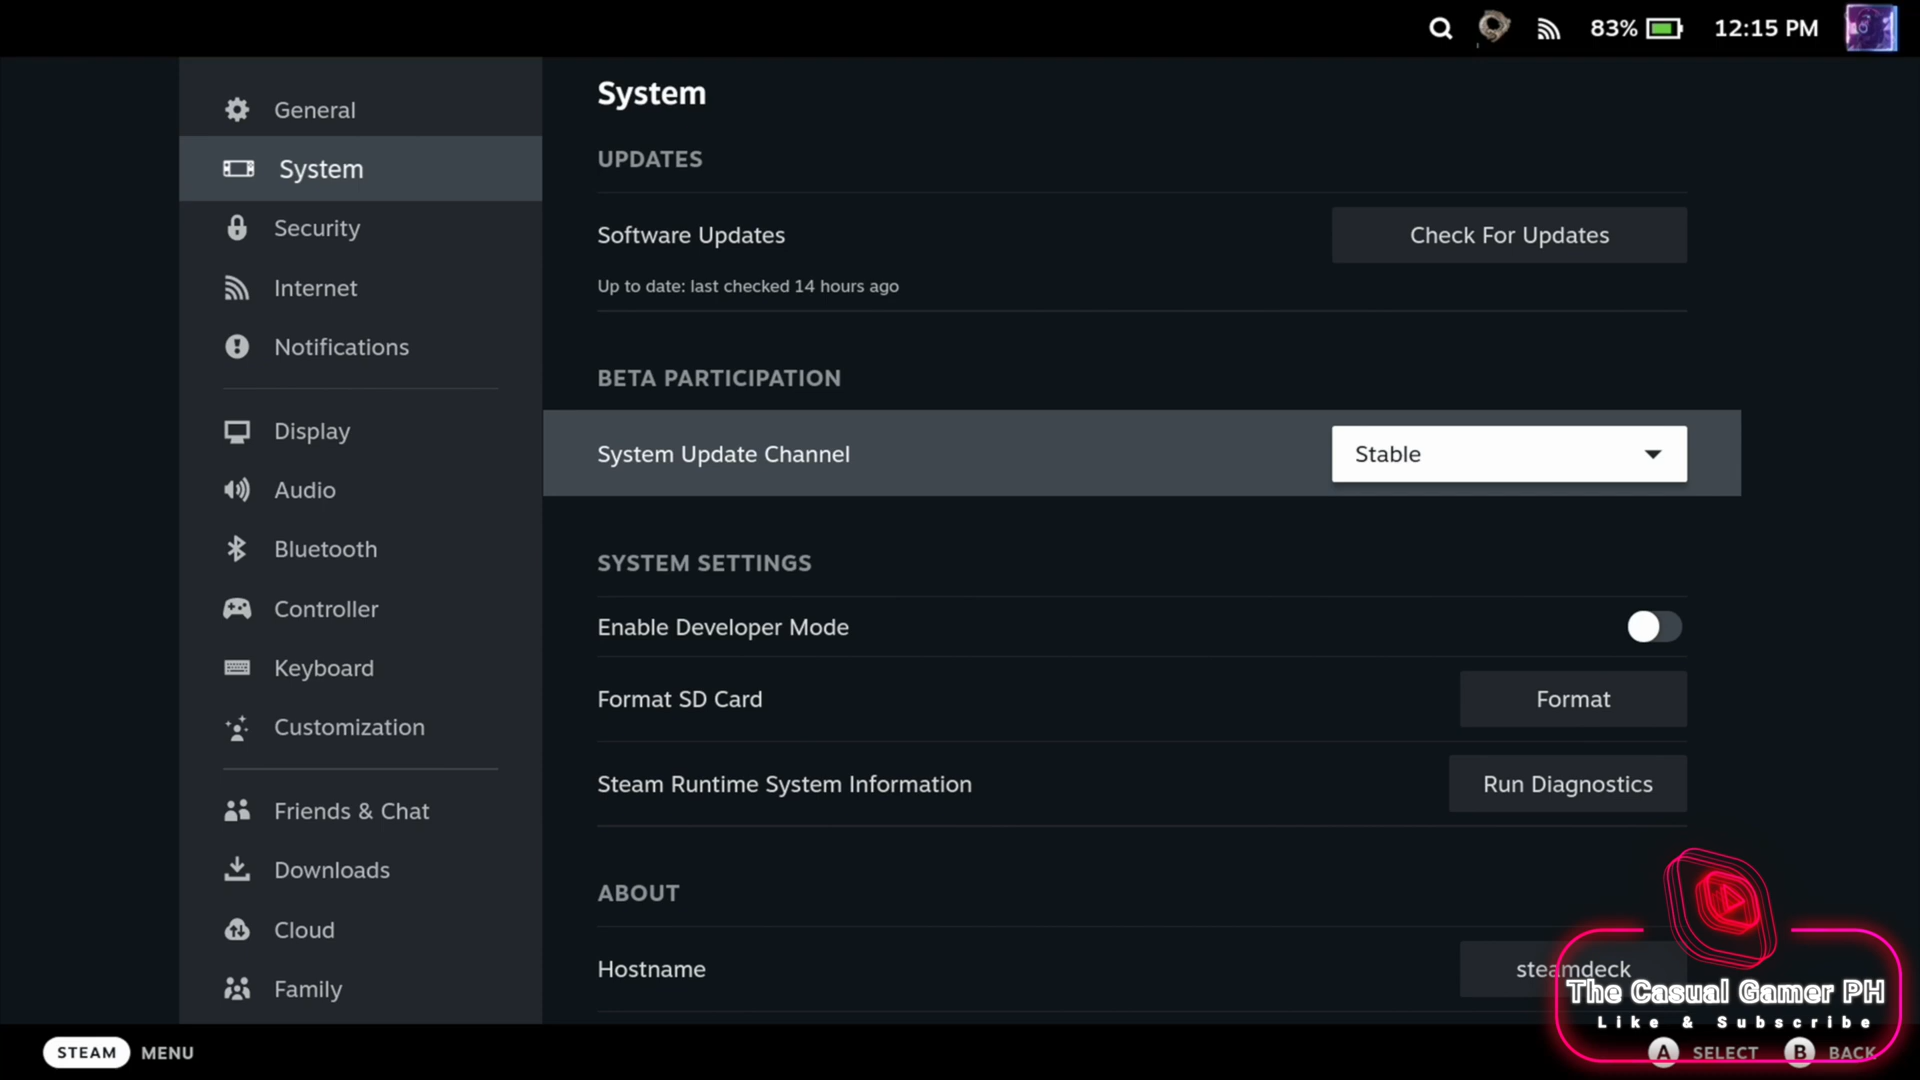 83%
12:15 PM
General
System
Security
Internet
Notifications
Display
Audio
Bluetooth
Controller
Keyboard
Customization
Friends & Chat
Downloads
Cloud
Family
System
UPDATES
Software Updates
Check For Updates
Up to date: last checked 14 hours ago
BETA PARTICIPATION
System Update Channel
Stable
SYSTEM SETTINGS
Enable Developer Mode
Format SD Card
Format
Steam Runtime System Information
Run Diagnostics
ABOUT
Hostname
steamdeck
The Casual Gamer PH
Like & Subscribe
STEAM MENU
A SELECT B BACK